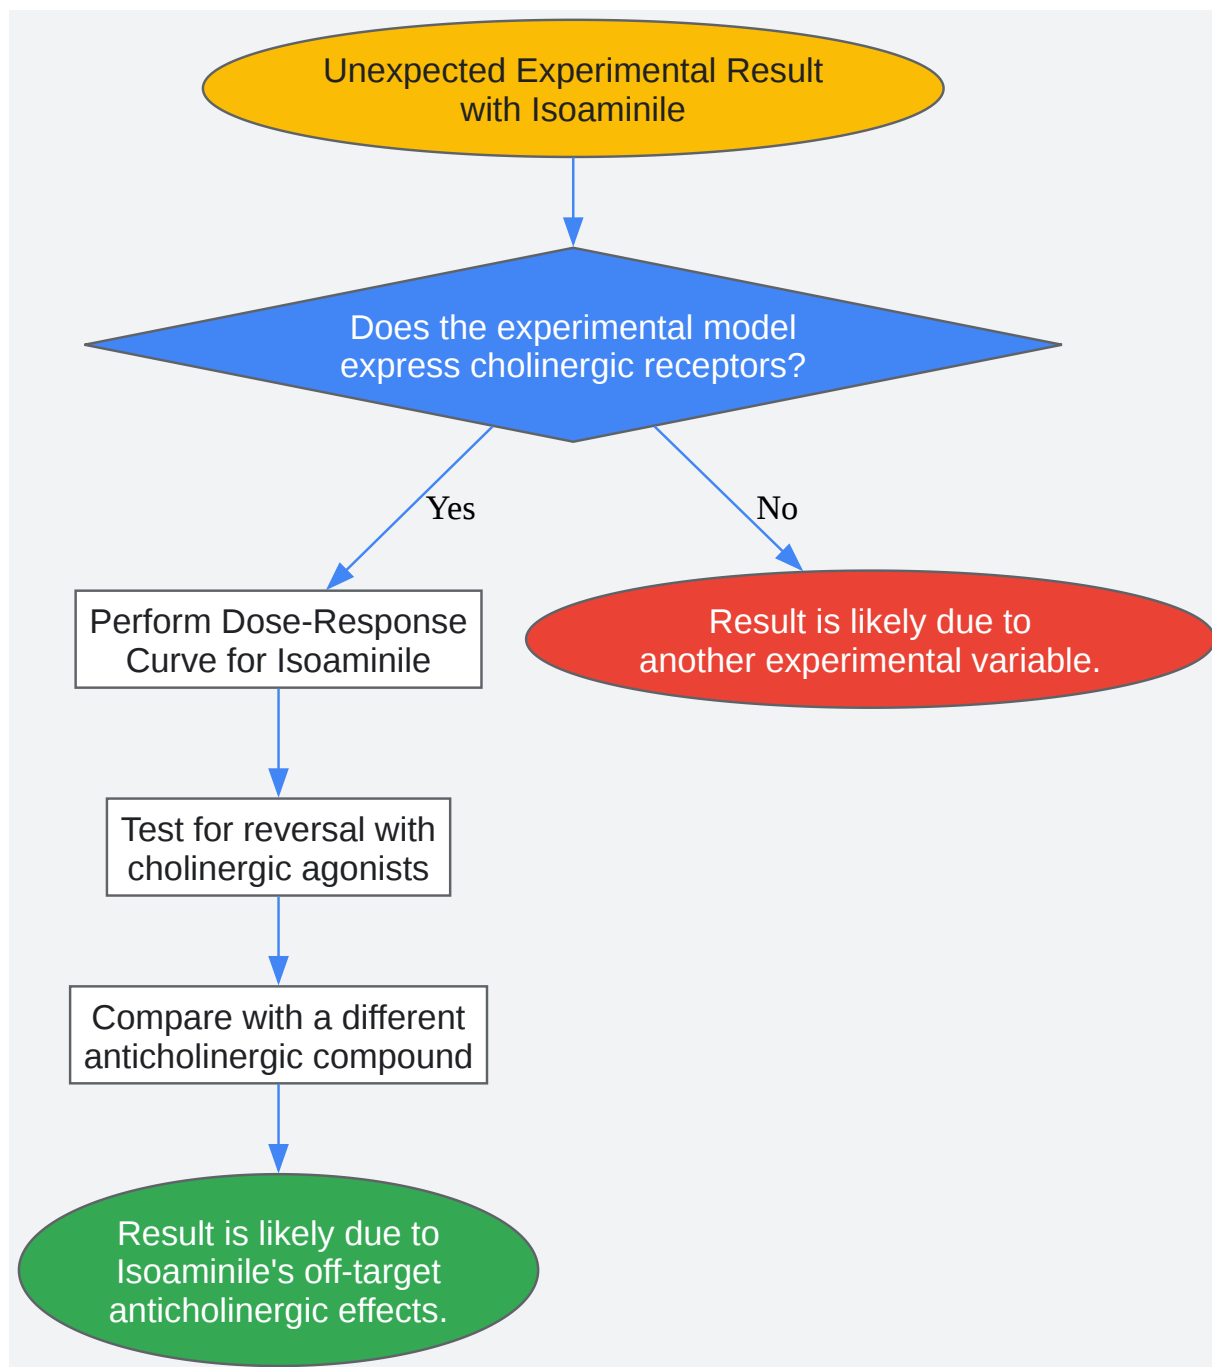 Unexpected Experimental Result
with Isoaminile
Does the experimental model
express cholinergic receptors?
Yes
No
Perform Dose-Response
Curve for Isoaminile
Result is likely due to
another experimental variable.
Test for reversal with
cholinergic agonists
Compare with a different
anticholinergic compound
Result is likely due to
Isoaminile's off-target
anticholinergic effects.